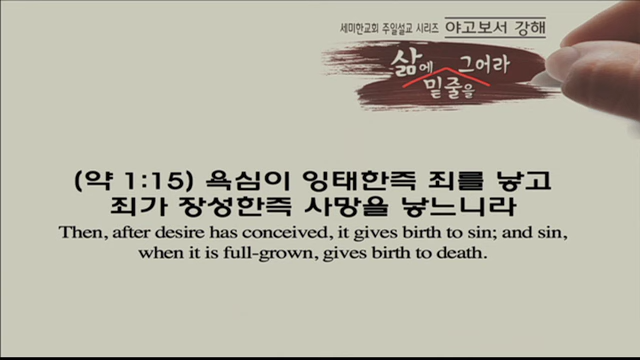 세미한교회 주일설교 시리즈 야고보서 강해
삶에 그어라
밑줄을
(약 1:15) 욕심이 잉태한즉 죄를 낳고
죄가 장성한즉 사망을 낳느니라
Then, after desire has conceived, it gives birth to sin; and sin,
when it is full-grown, gives birth to death.